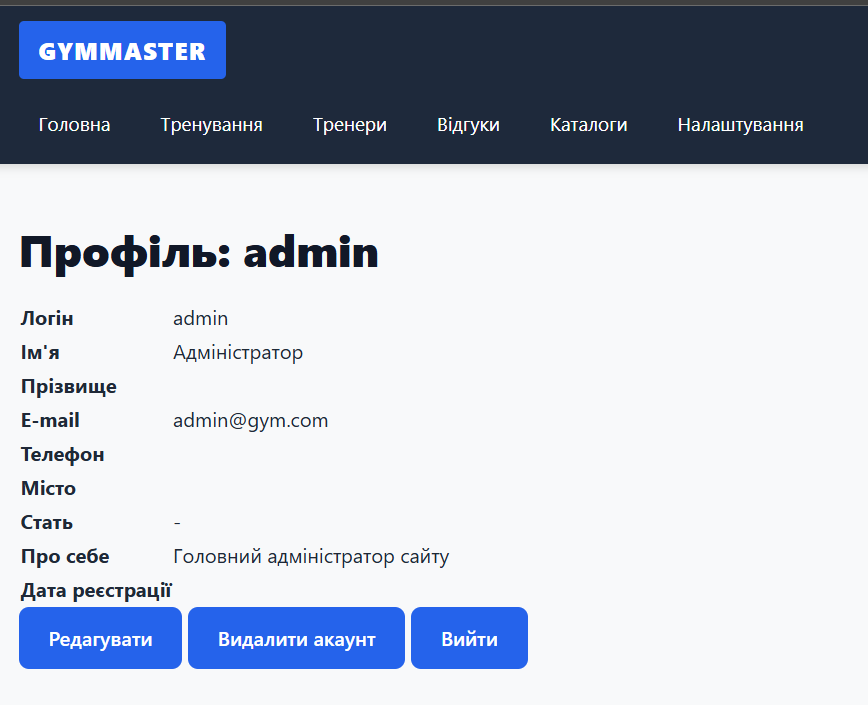 GYMMASTER
Головна Тренування Тренери Відгуки Каталоги Налаштування
Профіль: admin
Логін admin
Ім'я Адміністратор
Прізвище
E-mail admin@gym.com
Телефон
Місто
Стать -
Про себе Головний адміністратор сайту
Дата реєстрації
Редагувати Видалити акаунт Вийти